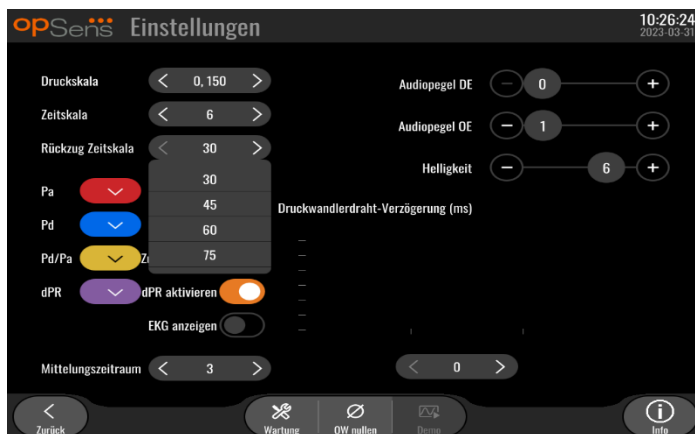 opSens Einstellungen
10:26:24
2023-03-31
Druckskala
0, 150
Audiopegel DE
0
Zeitskala
6
Audiopegel OE
1
Rückzug Zeitskala
30
Helligkeit
6
30
45
60
75
Pa
Druckwandlerdraht-Verzögerung (ms)
Pd
Pd/Pa
dPR
dPR aktivieren
EKG anzeigen
Mittelungszeitraum
3
0
Zurück
Wartung
OW nullen
Demo
Info